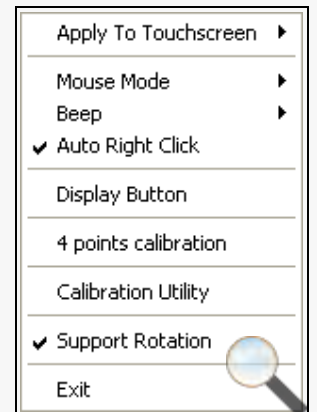 Apply To Touchscreen
Mouse Mode
Beep
Auto Right Click
Display Button
4 points calibration
Calibration Utility
Support Rotation
Exit